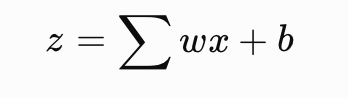 z = ∑ wx + b